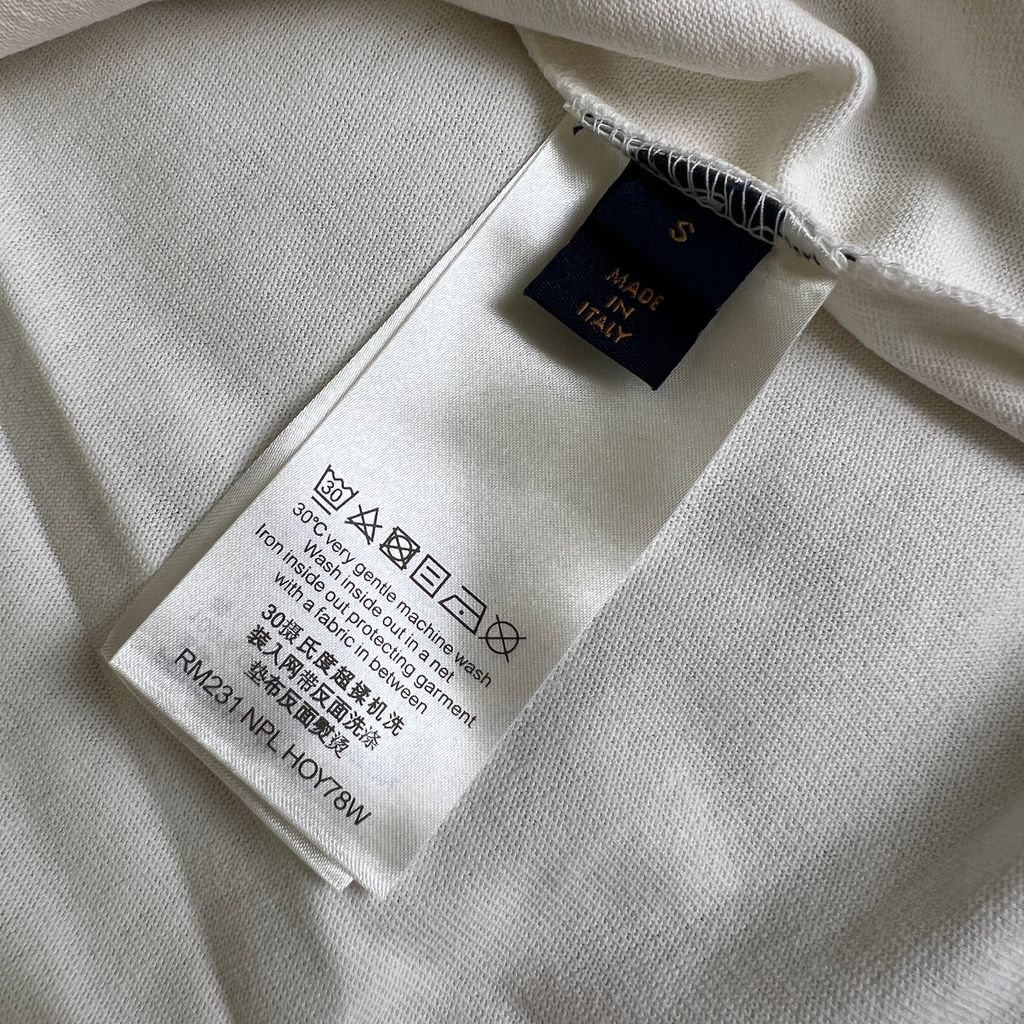 S
MADE
IN
ITALY
30
30°C very gentle machine wash
Wash inside out in a net
Iron inside out protecting garment
with a fabric in between
30摄氏度超揉机洗
装入网带反面洗涤
垫布反面熨烫
RM231 NPL HOY78W